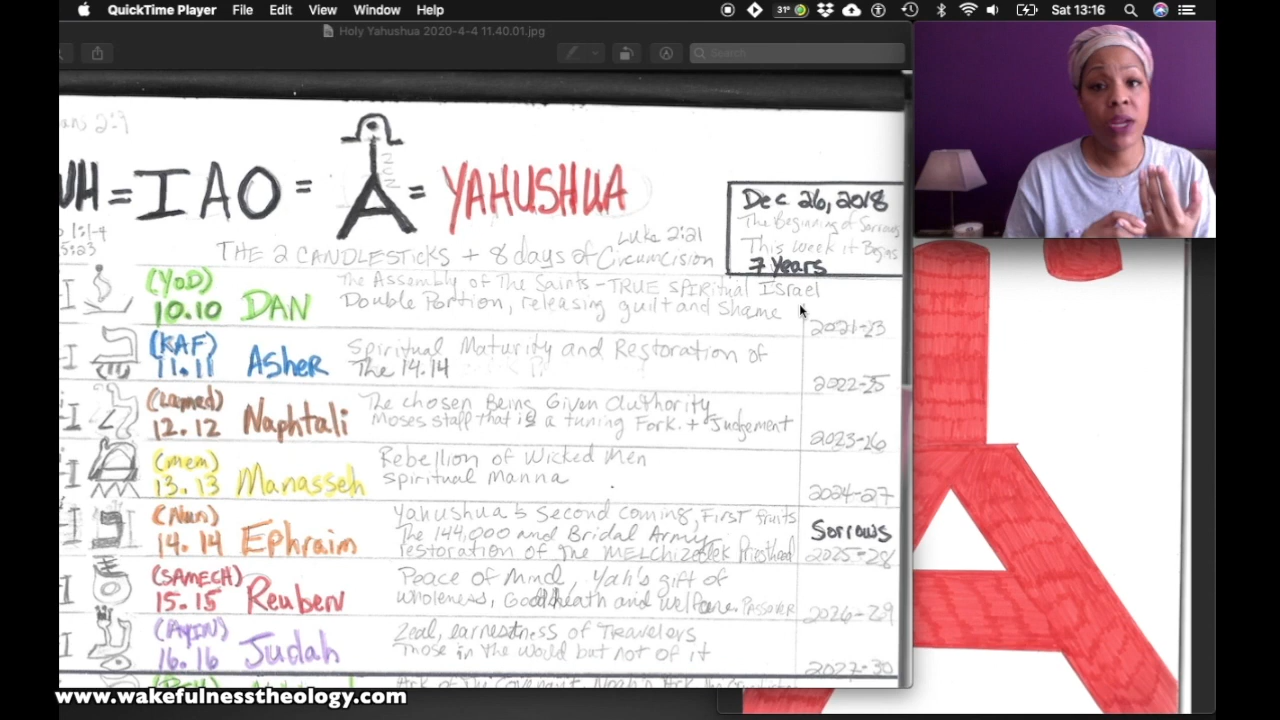 QuickTime Player File Edit View Window Help 31° Sat 13:16
Holy Yahushua 2020-4-4 11.40.01.jpg
Search
= IAO = = YAHUSHUA
Dec 26, 2018
The Beginning of Sorrows
This week it Begins
7 Years
Luke 2:21
THE 2 CANDLESTICKS + 8 days of Circumcision
5:23
(YOD) The Assembly of The Saints - TRUE SPIRitual Israel
10.10 DAN Double Portion, releasing guilt and shame
2021-23
(KAF) Spiritual Maturity and Restoration of
11.11 Asher The 14.14
2022-25
(Lamed) The chosen Being Given authority
12.12 Naphtali Moses staff that is a tuning Fork. + Judgement
2023-26
(mem) Rebellion of Wicked Men
13.13 Manasseh spiritual Manna
2024-27
(Nun) Yahushua's Second coming, First fruits
14.14 Ephraim The 144,000 and Bridal Army Sorrows
restoration of the MELchizedek Priesthood 2025-28
(SAMECH) Peace of Mind, Yah's gift of
15.15 Reuben wholeness, Good heath and welfare. Passover
2026-29
(AYIN) Zeal, earnestness of Travelers
16.16 Judah Those in the world but not of it
2027-30
www.wakefulnesstheology.com